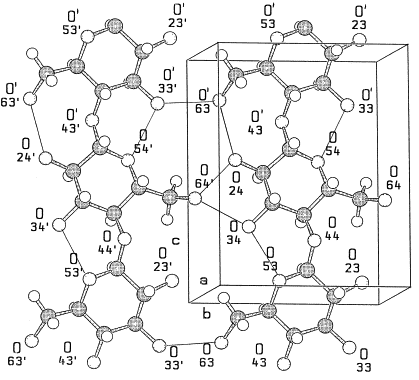 O 53' O' 23' O' 53 O' 23
O' 63' O' 33' O' 63 O' 33
O' 43' O' 43
O 24' O 54' O 64' O 24 O 54 O 64
O 34' O 44' O 34 O 44
c
O 53' O 23' O 53 O 23
a
b
O 63' O 43' O 33' O 63 O 43 O 33